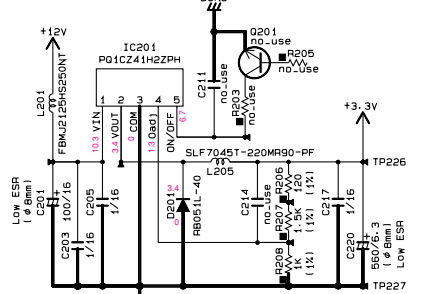 +12V
L201
FBMJ2125HS250NT
IC201
PQ1CZ41H2ZPH
1 2 3 4 5
10.3 VIN
3.4 VOUT
0 COM
1.3 Oadj
ON/OFF
6.7
C211
no_use
Q201
no_use
R205
no_use
R203
no_use
+3.3V
SLF7045T-220MR90-PF
L205
TP226
Low ESR
(φ8mm)
C201
100/16
C203
1/16
C205
1/16
3.4
D201
0
RB051L-40
C214
no_use
R206
120
(1%)
R207
1.5K
(1%)
R208
1K
(1%)
C217
1/16
C220
560/6.3
(φ8mm)
Low ESR
TP227